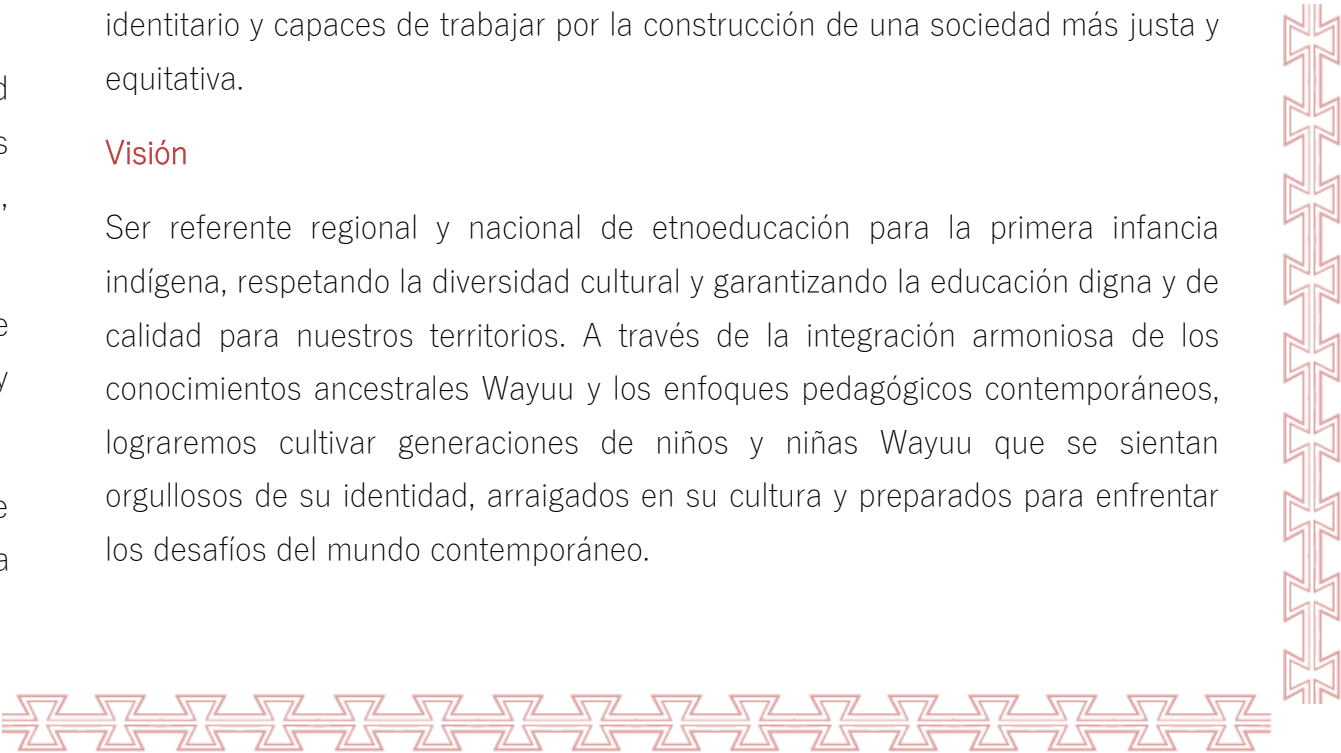 identitario y capaces de trabajar por la construcción de una sociedad más justa y
equitativa.
Visión
Ser referente regional y nacional de etnoeducación para la primera infancia
indígena, respetando la diversidad cultural y garantizando la educación digna y de
calidad para nuestros territorios. A través de la integración armoniosa de los
conocimientos ancestrales Wayuu y los enfoques pedagógicos contemporáneos,
lograremos cultivar generaciones de niños y niñas Wayuu que se sientan
orgullosos de su identidad, arraigados en su cultura y preparados para enfrentar
los desafíos del mundo contemporáneo.